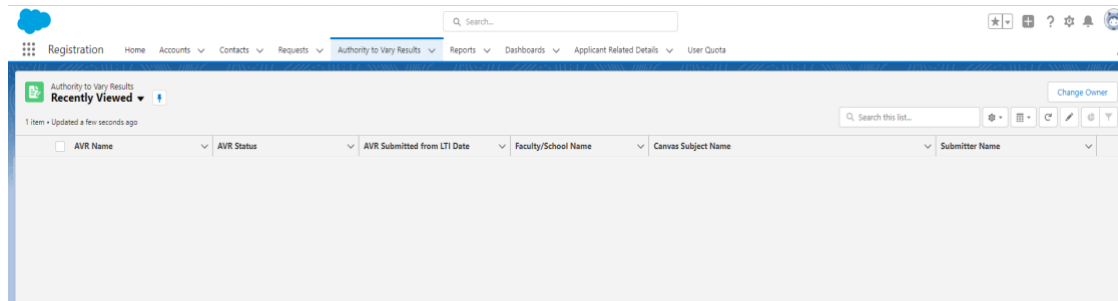 Search...
Registration Home Accounts Contacts Requests Authority to Vary Results Reports Dashboards Applicant Related Details User Quota
Authority to Vary Results
Recently Viewed
Change Owner
1 item • Updated a few seconds ago
Search this list...
AVR Name AVR Status AVR Submitted from LTI Date Faculty/School Name Canvas Subject Name Submitter Name